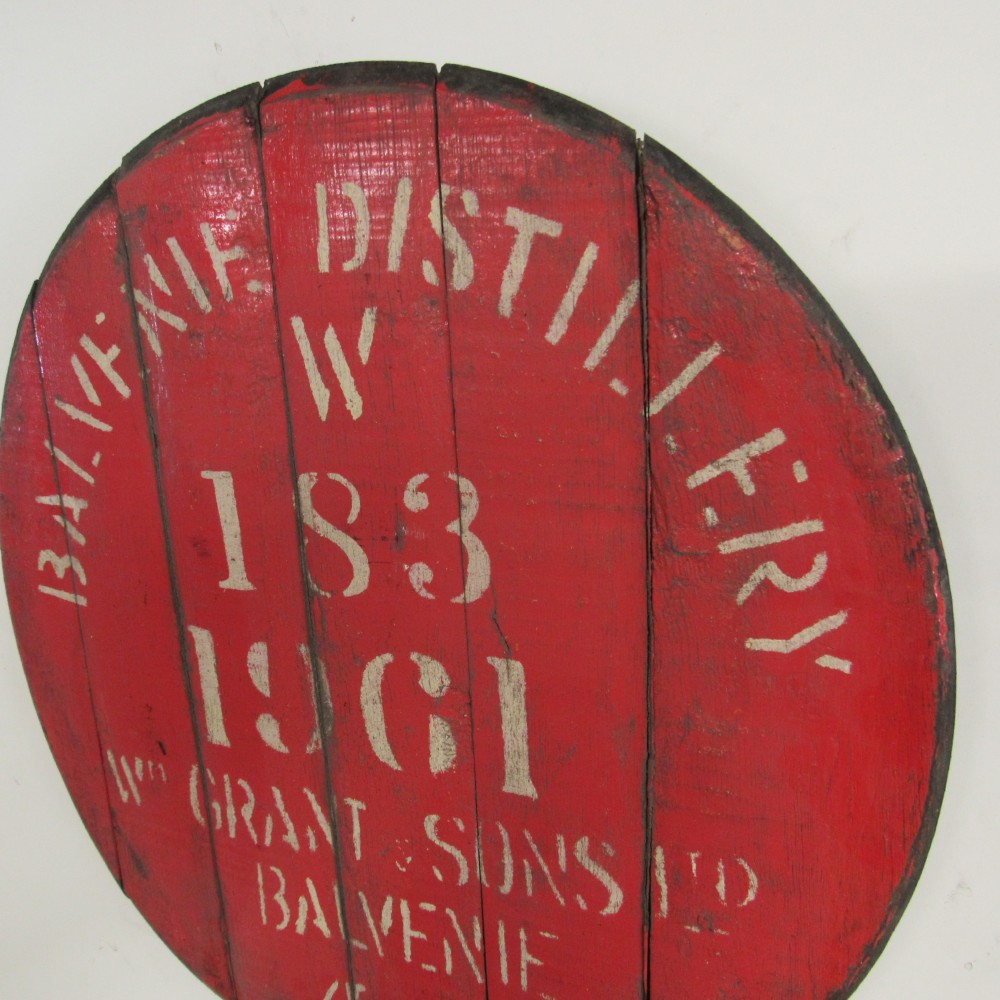 BALVENIE DISTILLERY
W
183
1961
Wm GRANT & SONS LTD
BALVENIE